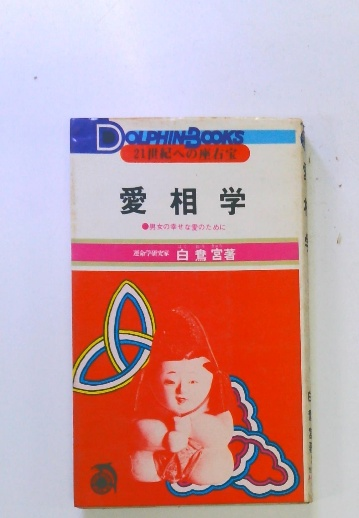 DOLPHIN-BOOKS
21世紀への座右宝
愛相学
●男女の幸せな愛のために
運命学研究家 白鴛宮著